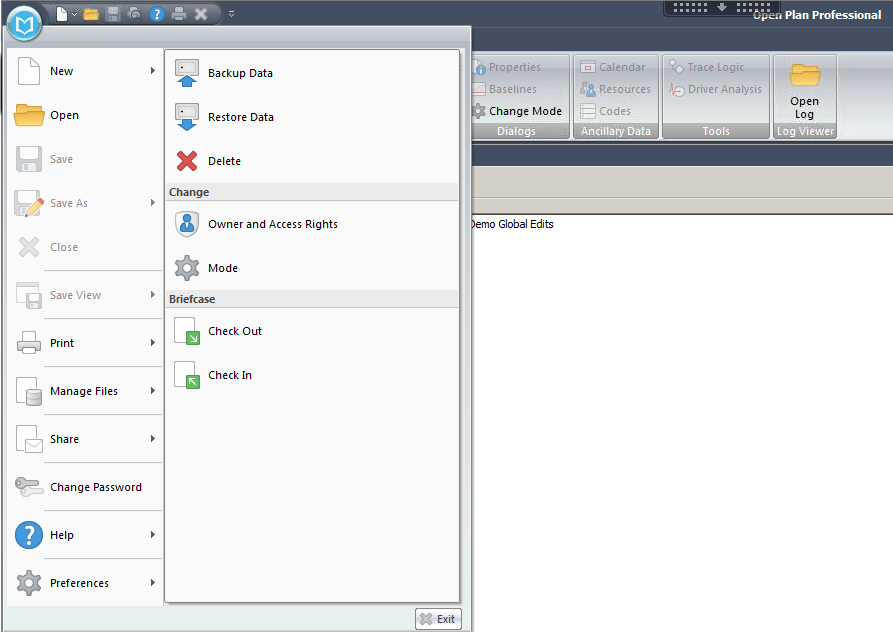 Open Plan Professional
New
Open
Save
Save As
Close
Save View
Print
Manage Files
Share
Change Password
Help
Preferences
Backup Data
Restore Data
Delete
Change
Owner and Access Rights
Mode
Briefcase
Check Out
Check In
Exit
Properties
Baselines
Change Mode
Dialogs
Calendar
Resources
Codes
Ancillary Data
Trace Logic
Driver Analysis
Tools
Open
Log
Log Viewer
Demo Global Edits